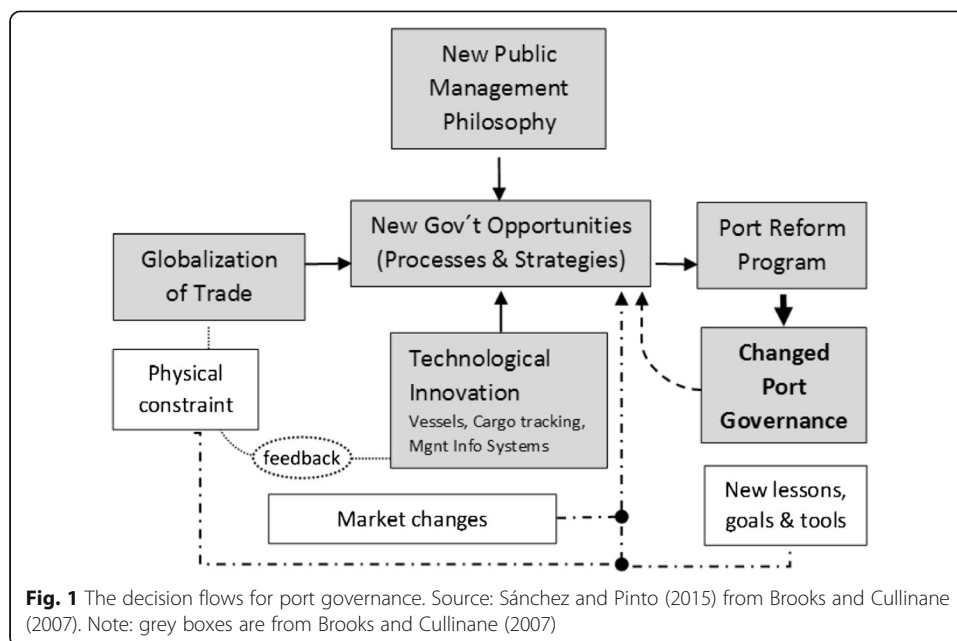 New Public
Management
Philosophy
New Gov´t Opportunities
(Processes & Strategies)
Port Reform
Program
Globalization
of Trade
Technological
Innovation
Vessels, Cargo tracking,
Mgnt Info Systems
Changed
Port
Governance
Physical
constraint
feedback
Market changes
New lessons,
goals & tools
Fig. 1 The decision flows for port governance. Source: Sánchez and Pinto (2015) from Brooks and Cullinane
(2007). Note: grey boxes are from Brooks and Cullinane (2007)